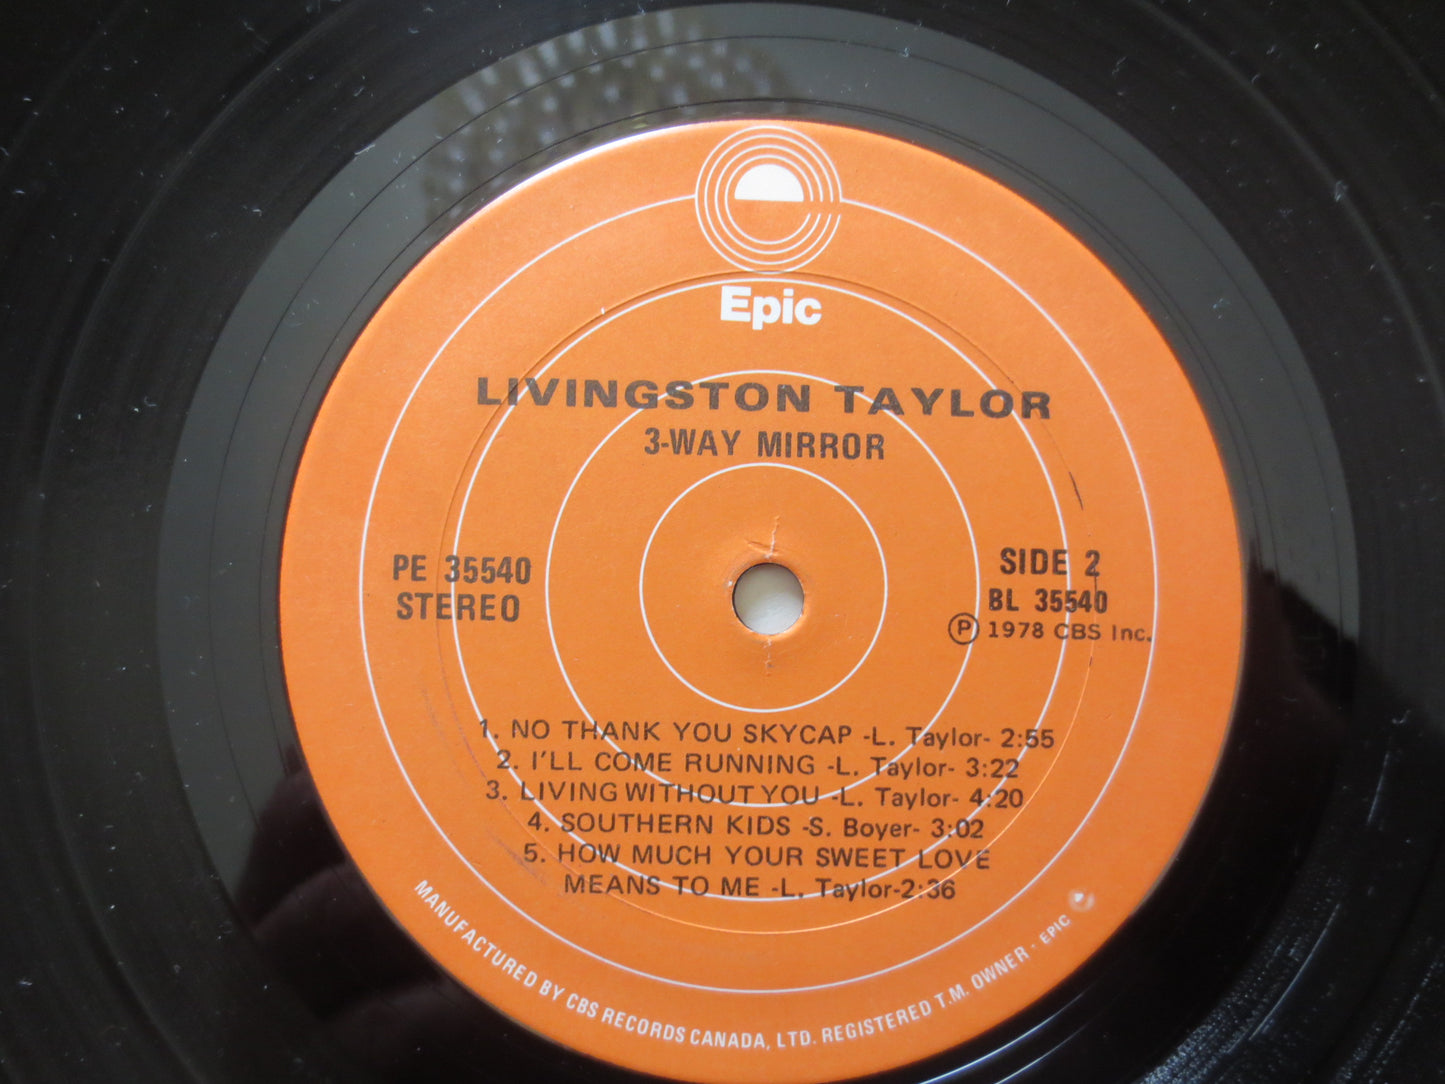 Epic
LIVINGSTON TAYLOR
3-WAY MIRROR
PE 35540
STEREO
SIDE 2
BL 35540
Ⓟ 1978 CBS Inc.
1. NO THANK YOU SKYCAP -L. Taylor- 2:55
2. I'LL COME RUNNING -L. Taylor- 3:22
3. LIVING WITHOUT YOU -L. Taylor- 4:20
4. SOUTHERN KIDS -S. Boyer- 3:02
5. HOW MUCH YOUR SWEET LOVE
MEANS TO ME -L. Taylor-2:36
MANUFACTURED BY CBS RECORDS CANADA, LTD. REGISTERED T.M. OWNER · EPIC